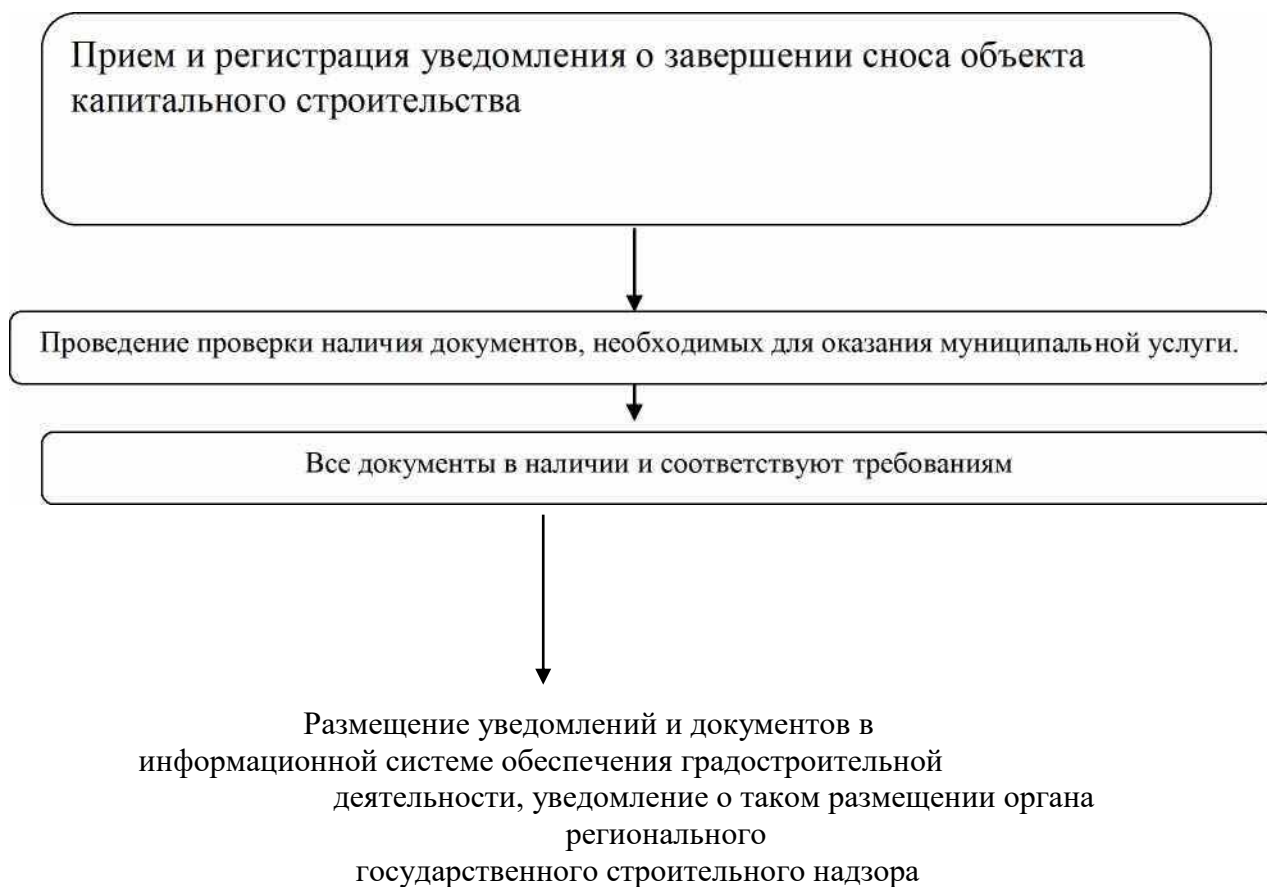 Прием и регистрация уведомления о завершении сноса объекта
капитального строительства
Проведение проверки наличия документов, необходимых для оказания муниципальной услуги.
Все документы в наличии и соответствуют требованиям
Размещение уведомлений и документов в
информационной системе обеспечения градостроительной
деятельности, уведомление о таком размещении органа
регионального
государственного строительного надзора